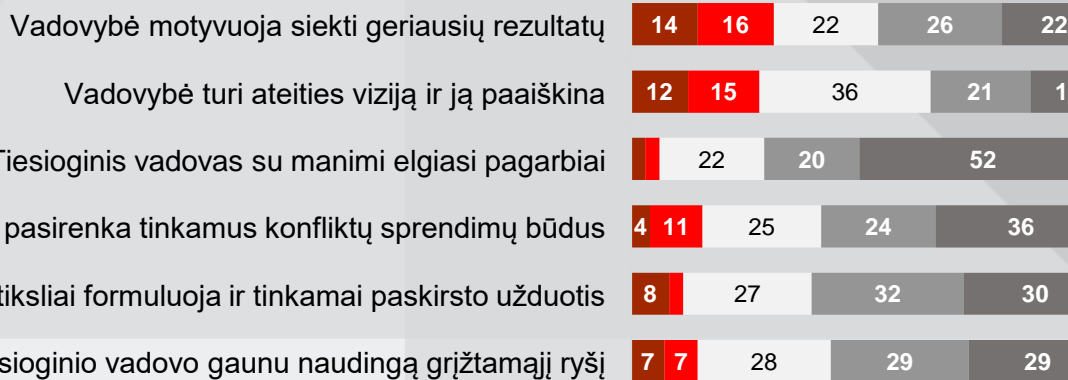 Vadovybė motyvuoja siekti geriausių rezultatų 14 16 22 26 22
Vadovybė turi ateities viziją ir ją paaiškina 12 15 36 21 1
Tiesioginis vadovas su manimi elgiasi pagarbiai 22 20 52
pasirenka tinkamus konfliktų sprendimų būdus 4 11 25 24 36
tiksliai formuluoja ir tinkamai paskirsto užduotis 8 27 32 30
sioginio vadovo gaunu naudingą grįžtamąjį ryšį 7 7 28 29 29